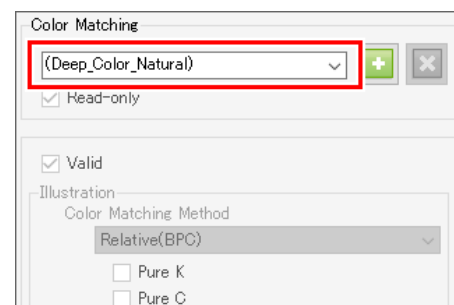 Color Matching
(Deep_Color_Natural)
Read-only
Valid
Illustration
Color Matching Method
Relative(BPC)
Pure K
Pure C